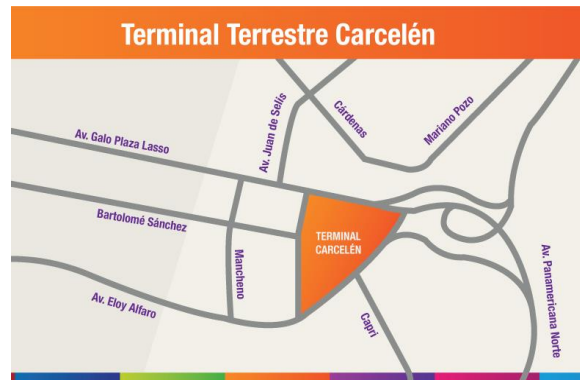 Terminal Terrestre Carcelén
Av. Galo Plaza Lasso
Av. Juan de Selis
Cárdenas
Mariano Pozo
Bartolomé Sánchez
Mancheno
TERMINAL
CARCELÉN
Av. Eloy Alfaro
Capri
Av. Panamericana Norte